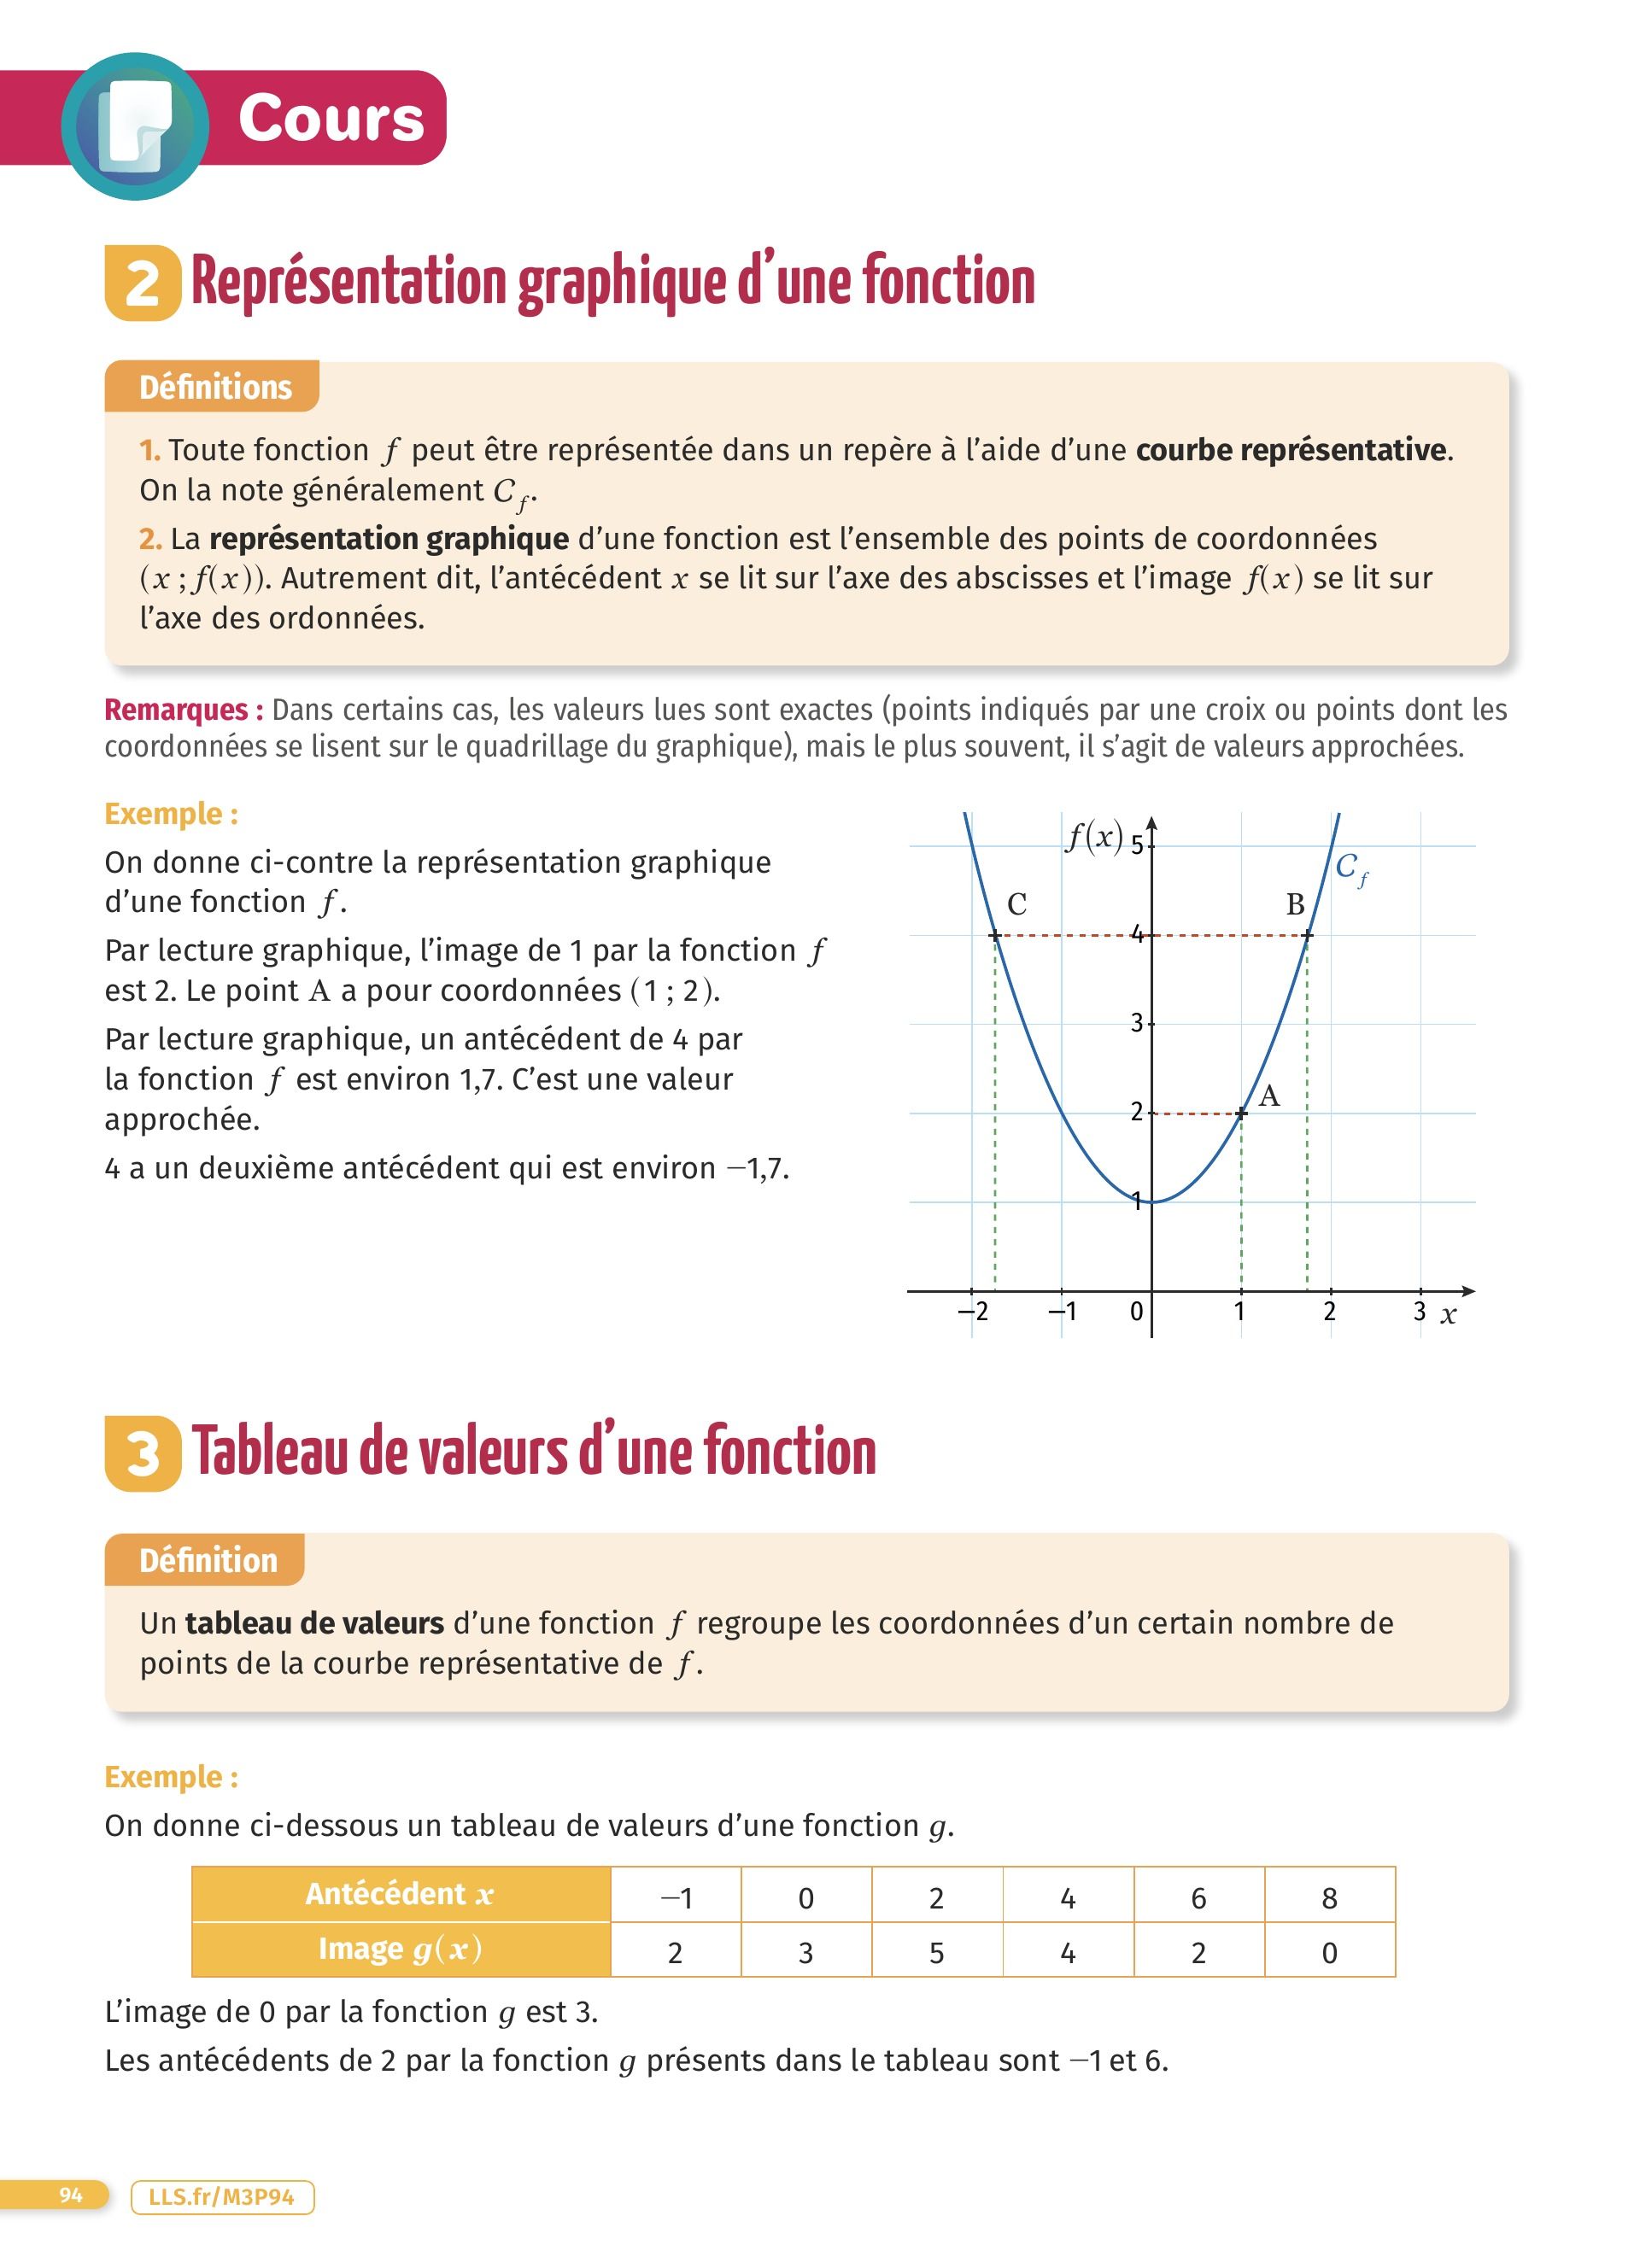 Cours
2 Représentation graphique d’une fonction
Définitions
1. Toute fonction f peut être représentée dans un repère à l’aide d’une courbe représentative.
On la note généralement C_f.
2. La représentation graphique d’une fonction est l’ensemble des points de coordonnées
(x ; f(x)). Autrement dit, l’antécédent x se lit sur l’axe des abscisses et l’image f(x) se lit sur
l’axe des ordonnées.
Remarques : Dans certains cas, les valeurs lues sont exactes (points indiqués par une croix ou points dont les
coordonnées se lisent sur le quadrillage du graphique), mais le plus souvent, il s’agit de valeurs approchées.
Exemple :
On donne ci-contre la représentation graphique
d’une fonction f.
Par lecture graphique, l’image de 1 par la fonction f
est 2. Le point A a pour coordonnées (1 ; 2).
Par lecture graphique, un antécédent de 4 par
la fonction f est environ 1,7. C’est une valeur
approchée.
4 a un deuxième antécédent qui est environ −1,7.
f(x) 5
C_f
C B
4
3
A
2
1
−2 −1 0 1 2 3 x
3 Tableau de valeurs d’une fonction
Définition
Un tableau de valeurs d’une fonction f regroupe les coordonnées d’un certain nombre de
points de la courbe représentative de f.
Exemple :
On donne ci-dessous un tableau de valeurs d’une fonction g.
Antécédent x −1 0 2 4 6 8
Image g(x) 2 3 5 4 2 0
L’image de 0 par la fonction g est 3.
Les antécédents de 2 par la fonction g présents dans le tableau sont −1 et 6.
94 LLS.fr/M3P94